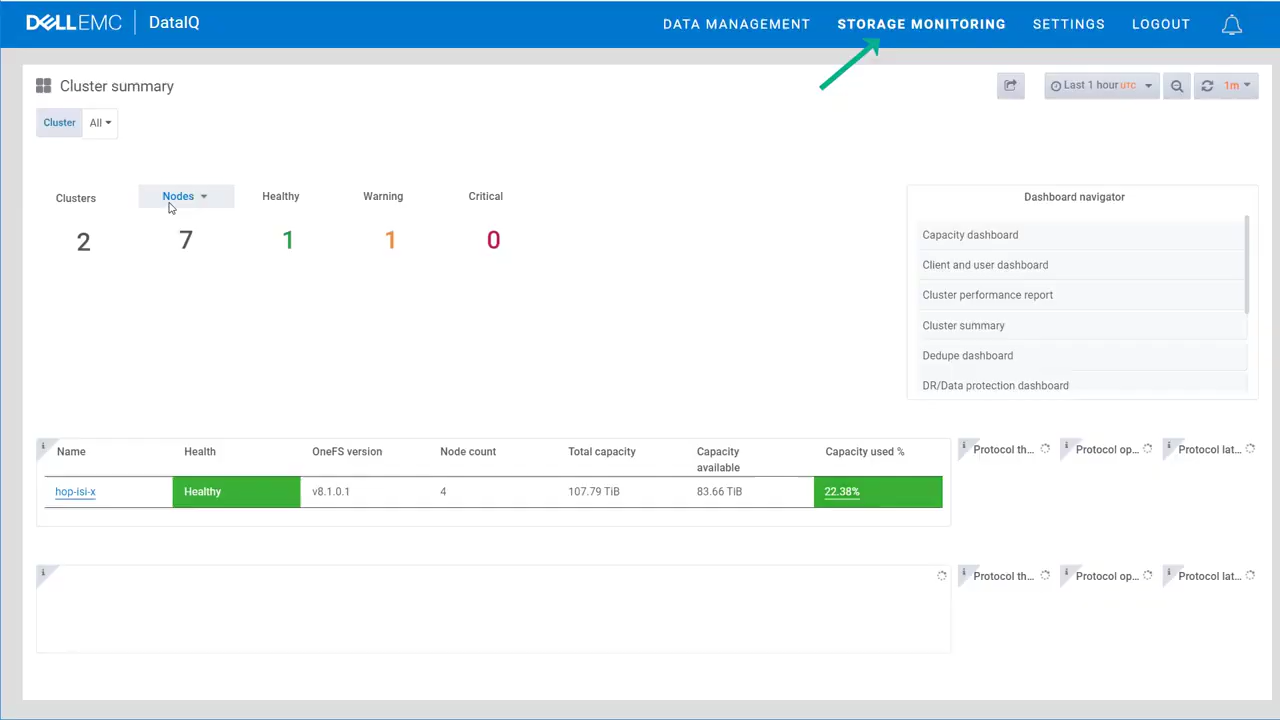 DELLEMC DataIQ DATA MANAGEMENT STORAGE MONITORING SETTINGS LOGOUT
Cluster summary Last 1 hour UTC 1m
Cluster All
Clusters Nodes Healthy Warning Critical
2 7 1 1 0
Dashboard navigator
Capacity dashboard
Client and user dashboard
Cluster performance report
Cluster summary
Dedupe dashboard
DR/Data protection dashboard
i Name Health OneFS version Node count Total capacity Capacity available Capacity used % i Protocol th... i Protocol op... i Protocol lat...
hop-isi-x Healthy v8.1.0.1 4 107.79 TiB 83.66 TiB 22.38%
i i Protocol th... i Protocol op... i Protocol lat...